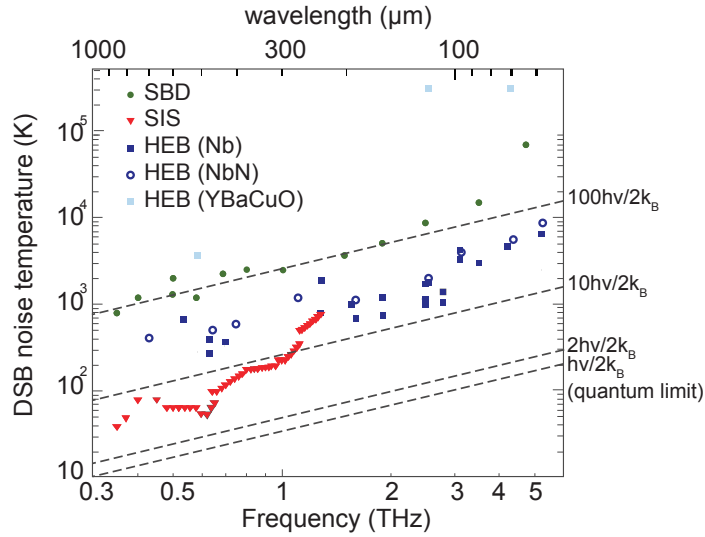 wavelength (µm)
1000 300 100
SBD
SIS
HEB (Nb)
HEB (NbN)
HEB (YBaCuO)
DSB noise temperature (K)
10⁵
10⁴
10³
10²
10
100hν/2k_B
10hν/2k_B
2hν/2k_B
hν/2k_B
(quantum limit)
0.3 0.5 1 2 3 4 5
Frequency (THz)